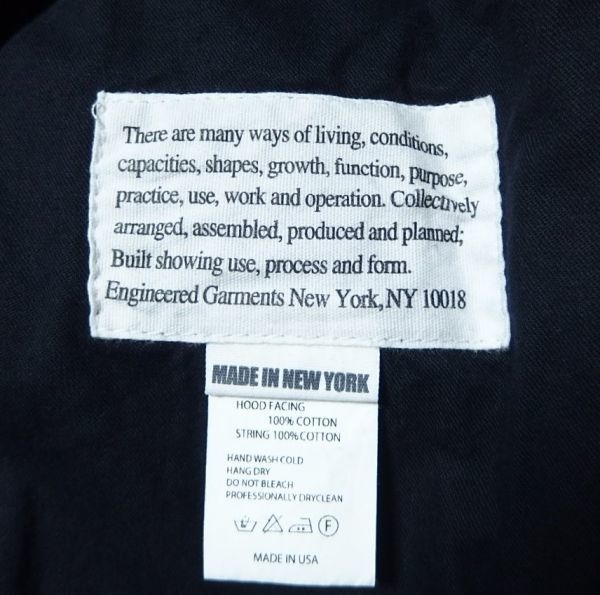 There are many ways of living, conditions,
capacities, shapes, growth, function, purpose,
practice, use, work and operation. Collectively
arranged, assembled, produced and planned;
Built showing use, process and form.
Engineered Garments New York, NY 10018
MADE IN NEW YORK
HOOD FACING
100% COTTON
STRING 100% COTTON
HAND WASH COLD
HANG DRY
DO NOT BLEACH
PROFESSIONALLY DRYCLEAN
F
MADE IN USA